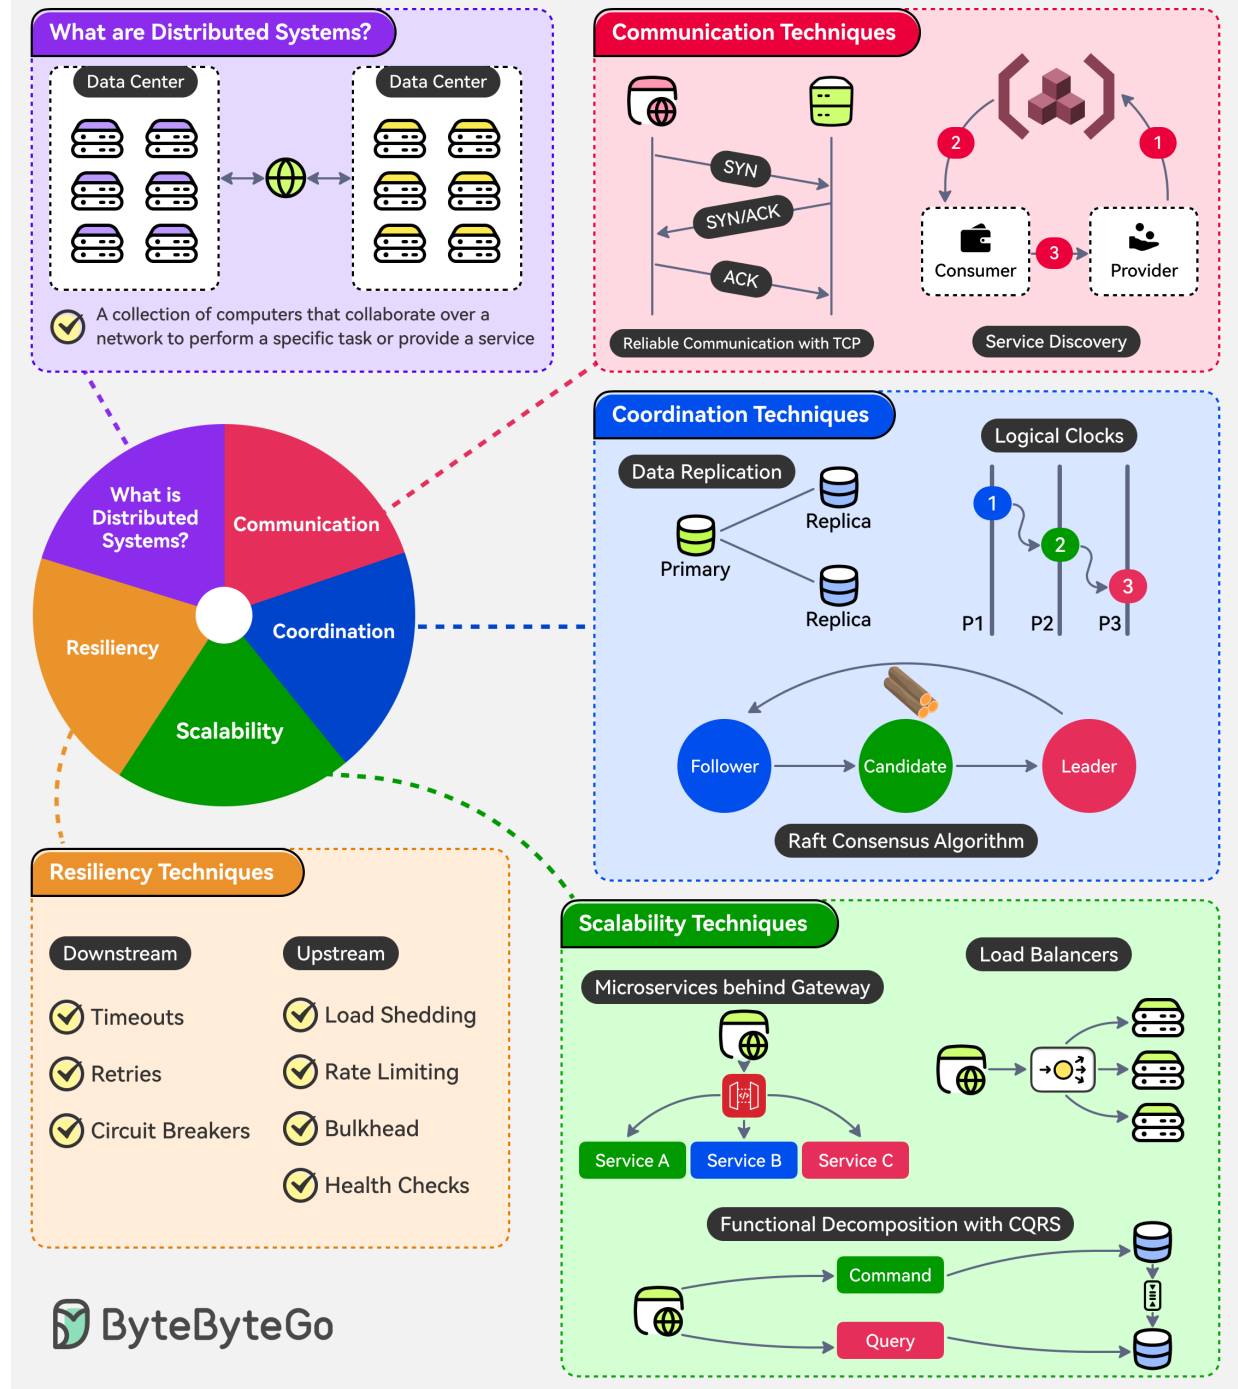 What are Distributed Systems?
Data Center
Data Center
A collection of computers that collaborate over a
network to perform a specific task or provide a service
Communication Techniques
SYN
SYN/ACK
ACK
Reliable Communication with TCP
2
1
Consumer
3
Provider
Service Discovery
What is
Distributed
Systems?
Communication
Coordination
Scalability
Resiliency
Coordination Techniques
Data Replication
Primary
Replica
Replica
Logical Clocks
1
2
3
P1
P2
P3
Follower
Candidate
Leader
Raft Consensus Algorithm
Resiliency Techniques
Downstream
Timeouts
Retries
Circuit Breakers
Upstream
Load Shedding
Rate Limiting
Bulkhead
Health Checks
Scalability Techniques
Microservices behind Gateway
</>
Service A
Service B
Service C
Load Balancers
Functional Decomposition with CQRS
Command
Query
ByteByteGo